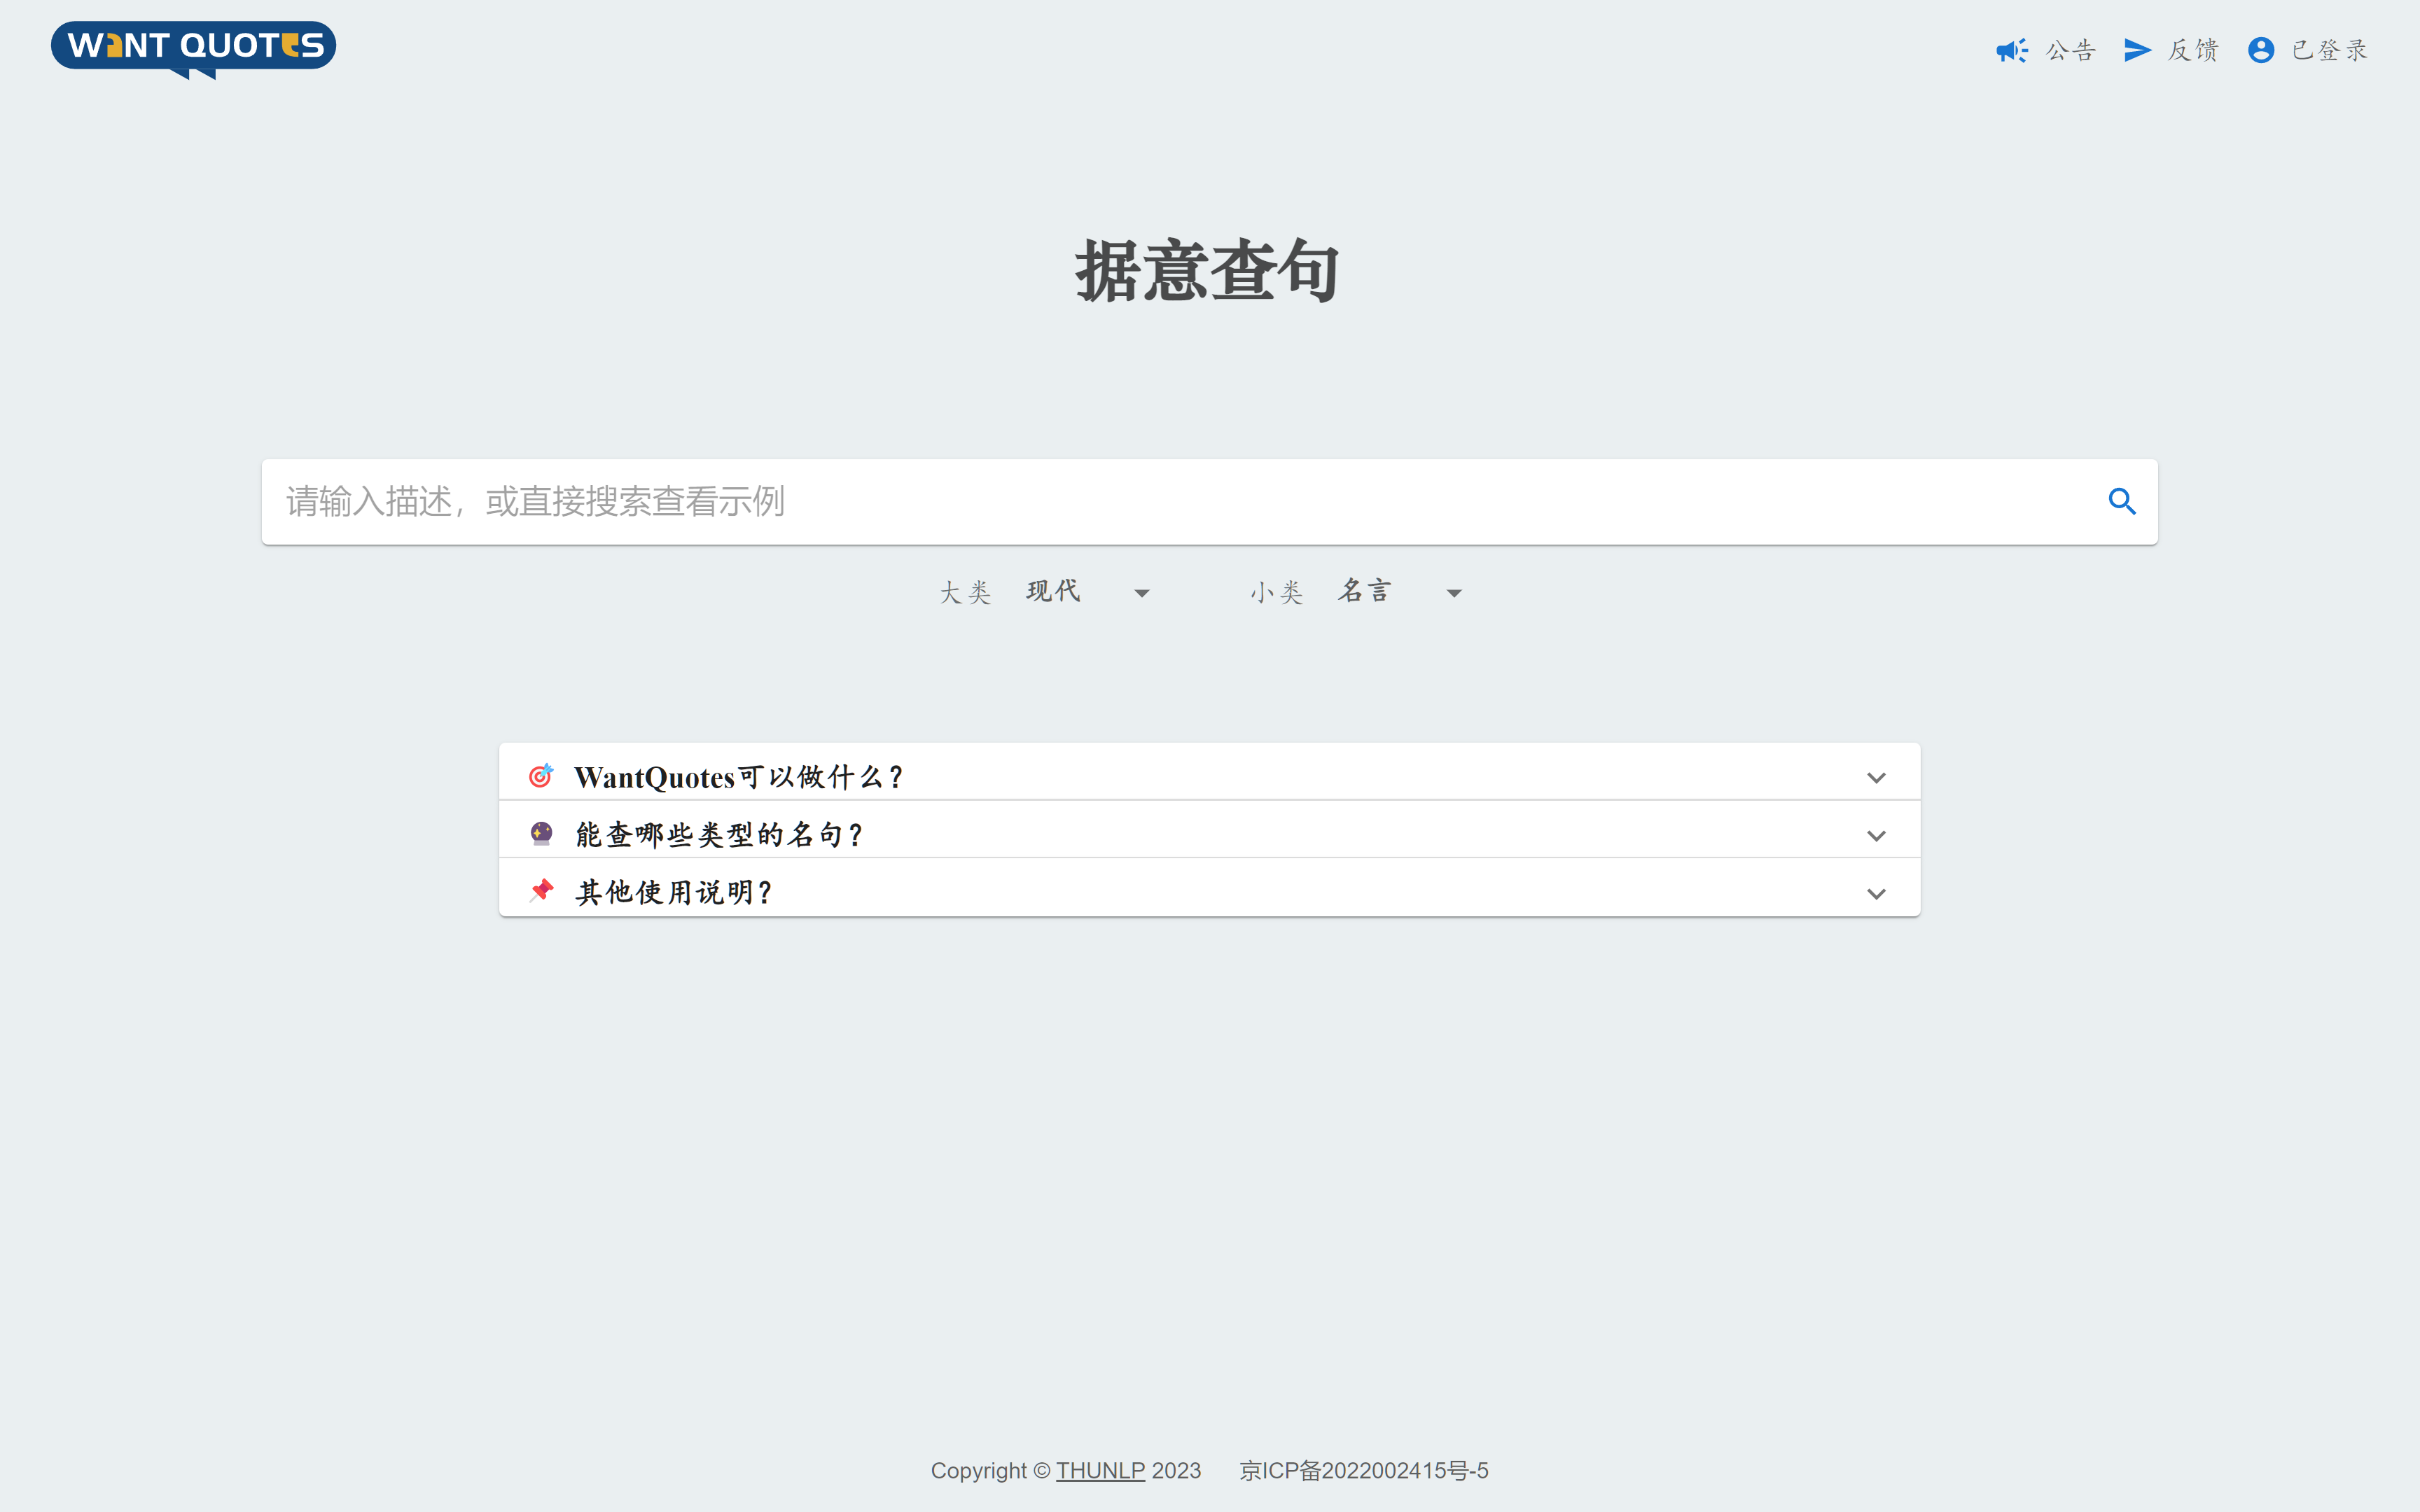 WANT QUOTES
公告 反馈 已登录
据意查句
请输入描述，或直接搜索查看示例
大类 现代 小类 名言
WantQuotes可以做什么？
能查哪些类型的名句？
其他使用说明？
Copyright © THUNLP 2023 京ICP备2022002415号-5